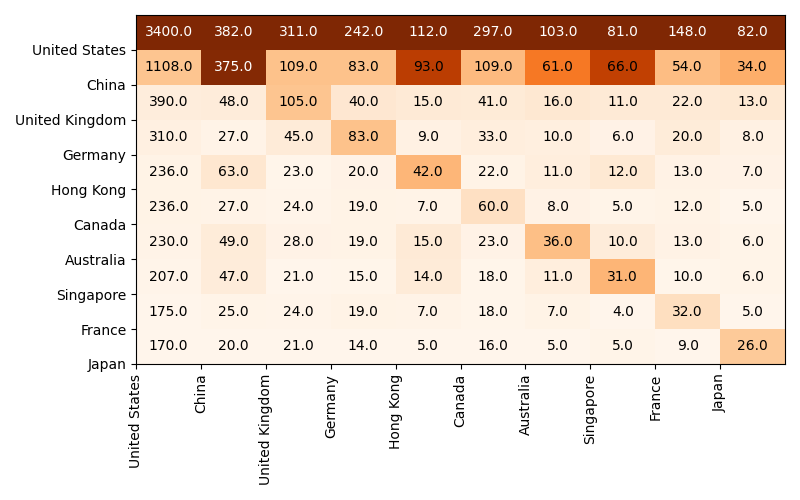 3400.0 382.0 311.0 242.0 112.0 297.0 103.0 81.0 148.0 82.0
United States
1108.0 375.0 109.0 83.0 93.0 109.0 61.0 66.0 54.0 34.0
China
390.0 48.0 105.0 40.0 15.0 41.0 16.0 11.0 22.0 13.0
United Kingdom
310.0 27.0 45.0 83.0 9.0 33.0 10.0 6.0 20.0 8.0
Germany
236.0 63.0 23.0 20.0 42.0 22.0 11.0 12.0 13.0 7.0
Hong Kong
236.0 27.0 24.0 19.0 7.0 60.0 8.0 5.0 12.0 5.0
Canada
230.0 49.0 28.0 19.0 15.0 23.0 36.0 10.0 13.0 6.0
Australia
207.0 47.0 21.0 15.0 14.0 18.0 11.0 31.0 10.0 6.0
Singapore
175.0 25.0 24.0 19.0 7.0 18.0 7.0 4.0 32.0 5.0
France
170.0 20.0 21.0 14.0 5.0 16.0 5.0 5.0 9.0 26.0
Japan
United States
China
United Kingdom
Germany
Hong Kong
Canada
Australia
Singapore
France
Japan